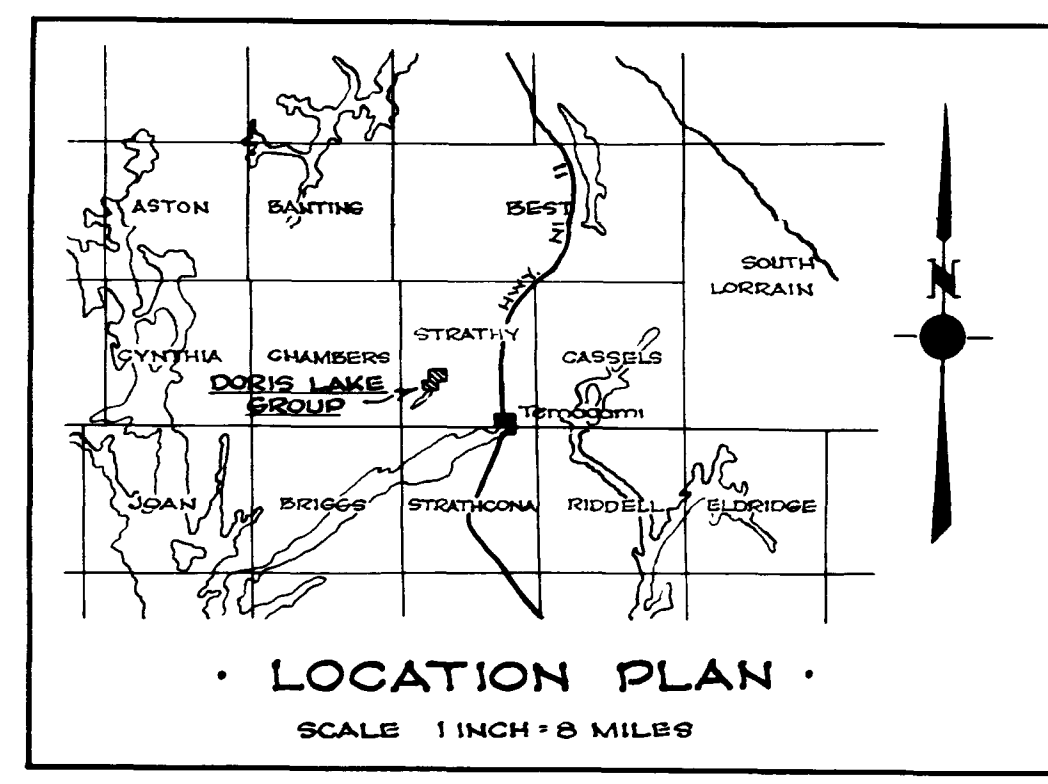 ASTON
BANTING
BEST
11
HWY. Nº
SOUTH
LORRAIN
N
STRATHY
CYNTHIA
CHAMBERS
CASSELS
DORIS LAKE
GROUP
Temagami
JOAN
BRIGGS
STRATHCONA
RIDDELL
ELDRIDGE
· LOCATION PLAN ·
SCALE 1 INCH = 8 MILES